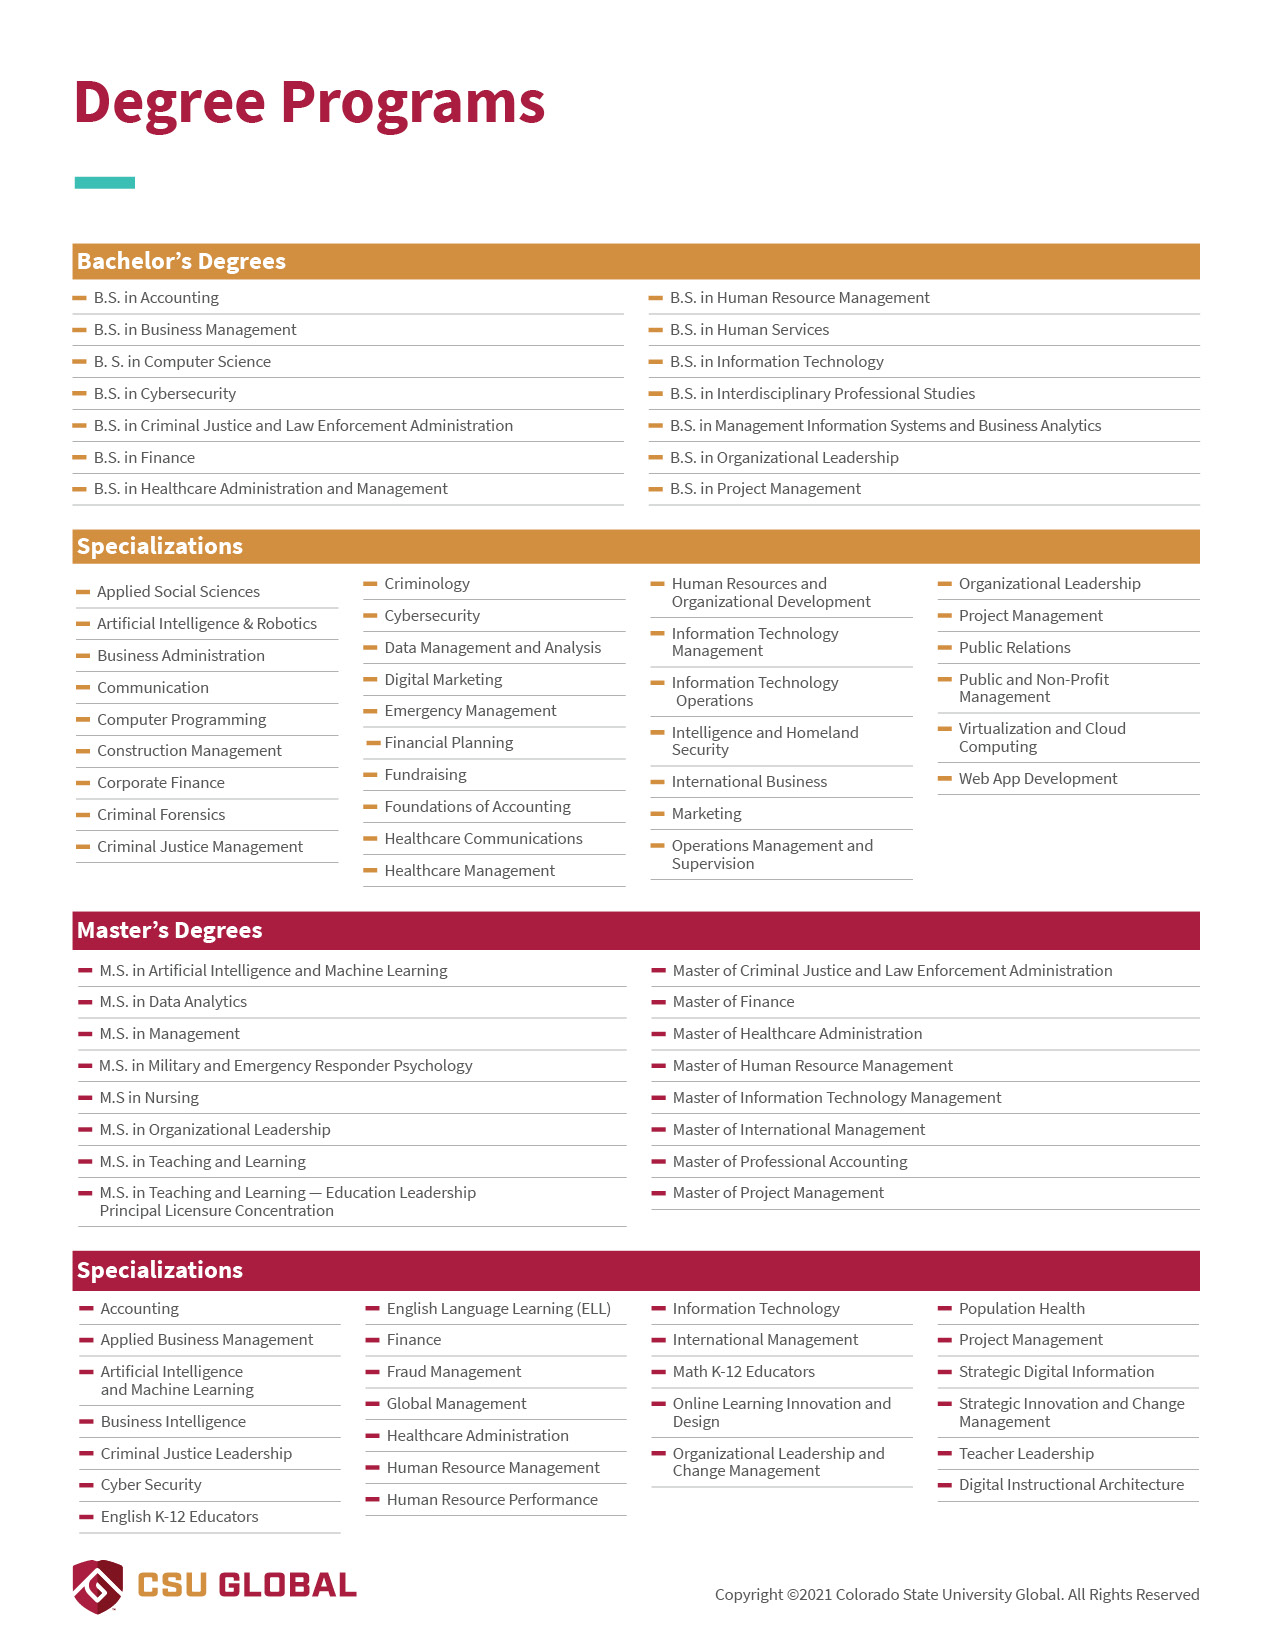 Degree Programs
Bachelor’s Degrees
B.S. in Accounting
B.S. in Business Management
B. S. in Computer Science
B.S. in Cybersecurity
B.S. in Criminal Justice and Law Enforcement Administration
B.S. in Finance
B.S. in Healthcare Administration and Management
B.S. in Human Resource Management
B.S. in Human Services
B.S. in Information Technology
B.S. in Interdisciplinary Professional Studies
B.S. in Management Information Systems and Business Analytics
B.S. in Organizational Leadership
B.S. in Project Management
Specializations
Applied Social Sciences
Artificial Intelligence & Robotics
Business Administration
Communication
Computer Programming
Construction Management
Corporate Finance
Criminal Forensics
Criminal Justice Management
Criminology
Cybersecurity
Data Management and Analysis
Digital Marketing
Emergency Management
Financial Planning
Fundraising
Foundations of Accounting
Healthcare Communications
Healthcare Management
Human Resources and
Organizational Development
Information Technology
Management
Information Technology
Operations
Intelligence and Homeland
Security
International Business
Marketing
Operations Management and
Supervision
Organizational Leadership
Project Management
Public Relations
Public and Non-Profit
Management
Virtualization and Cloud
Computing
Web App Development
Master’s Degrees
M.S. in Artificial Intelligence and Machine Learning
M.S. in Data Analytics
M.S. in Management
M.S. in Military and Emergency Responder Psychology
M.S in Nursing
M.S. in Organizational Leadership
M.S. in Teaching and Learning
M.S. in Teaching and Learning — Education Leadership
Principal Licensure Concentration
Master of Criminal Justice and Law Enforcement Administration
Master of Finance
Master of Healthcare Administration
Master of Human Resource Management
Master of Information Technology Management
Master of International Management
Master of Professional Accounting
Master of Project Management
Specializations
Accounting
Applied Business Management
Artificial Intelligence
and Machine Learning
Business Intelligence
Criminal Justice Leadership
Cyber Security
English K-12 Educators
English Language Learning (ELL)
Finance
Fraud Management
Global Management
Healthcare Administration
Human Resource Management
Human Resource Performance
Information Technology
International Management
Math K-12 Educators
Online Learning Innovation and
Design
Organizational Leadership and
Change Management
Population Health
Project Management
Strategic Digital Information
Strategic Innovation and Change
Management
Teacher Leadership
Digital Instructional Architecture
CSU GLOBAL
Copyright ©2021 Colorado State University Global. All Rights Reserved